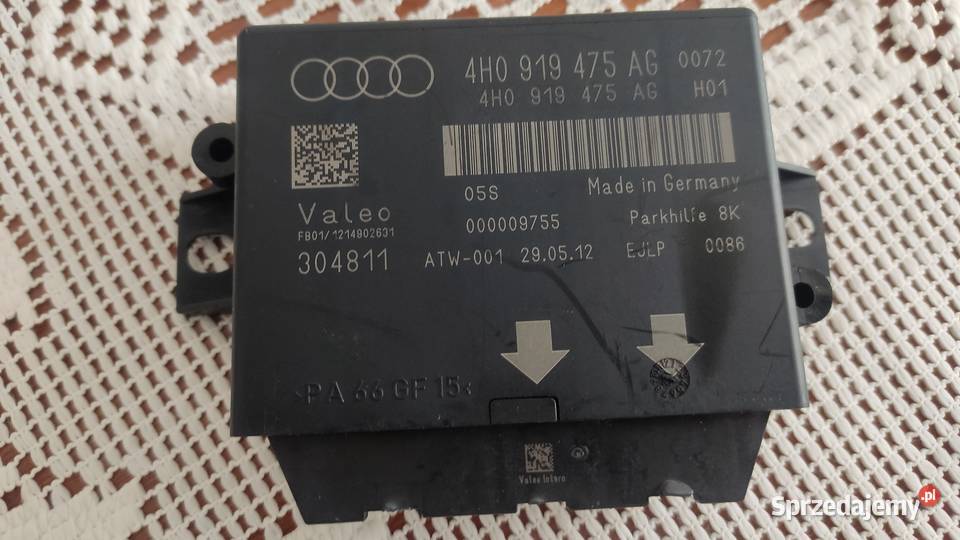 4H0 919 475 AG 0072
4H0 919 475 AG H01
05S Made in Germany
Valeo 000009755 Parkhilfe 8K
FB01/1214902631
304811 ATW-001 29.05.12 EJLP 0086
>PA 66 GF 15<
Valeo Intero
Sprzedajemy.pl